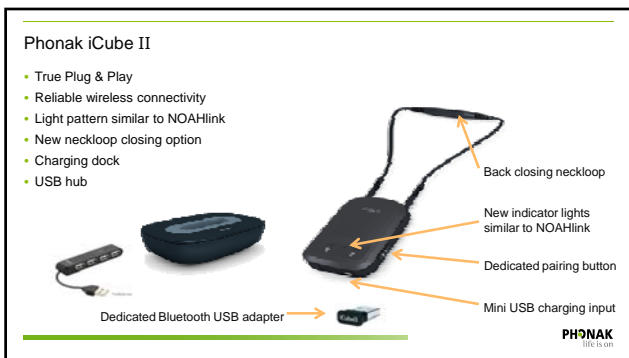 Phonak iCube II
• True Plug & Play
• Reliable wireless connectivity
• Light pattern similar to NOAHlink
• New neckloop closing option
• Charging dock
• USB hub
Back closing neckloop
New indicator lights
similar to NOAHlink
Dedicated pairing button
Mini USB charging input
Dedicated Bluetooth USB adapter
PHONAK
life is on